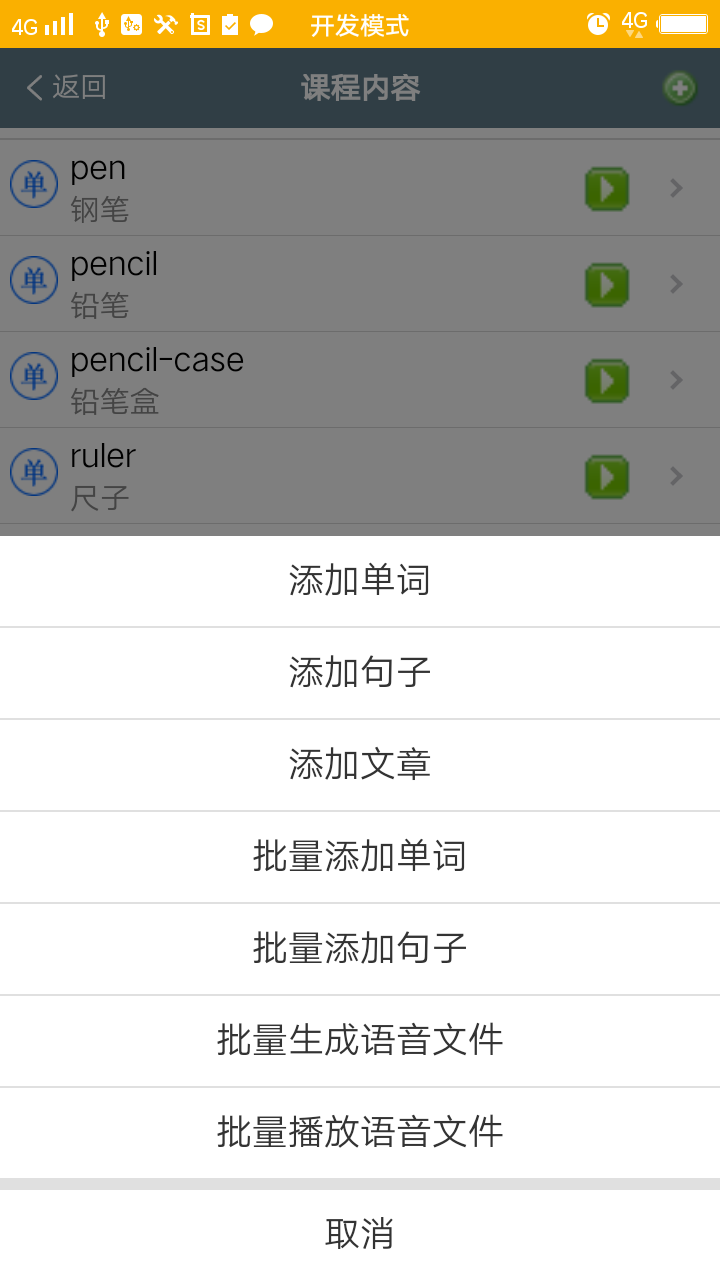 4G 开发模式 4G
返回 课程内容
单 pen
钢笔
单 pencil
铅笔
单 pencil-case
铅笔盒
单 ruler
尺子
添加单词
添加句子
添加文章
批量添加单词
批量添加句子
批量生成语音文件
批量播放语音文件
取消